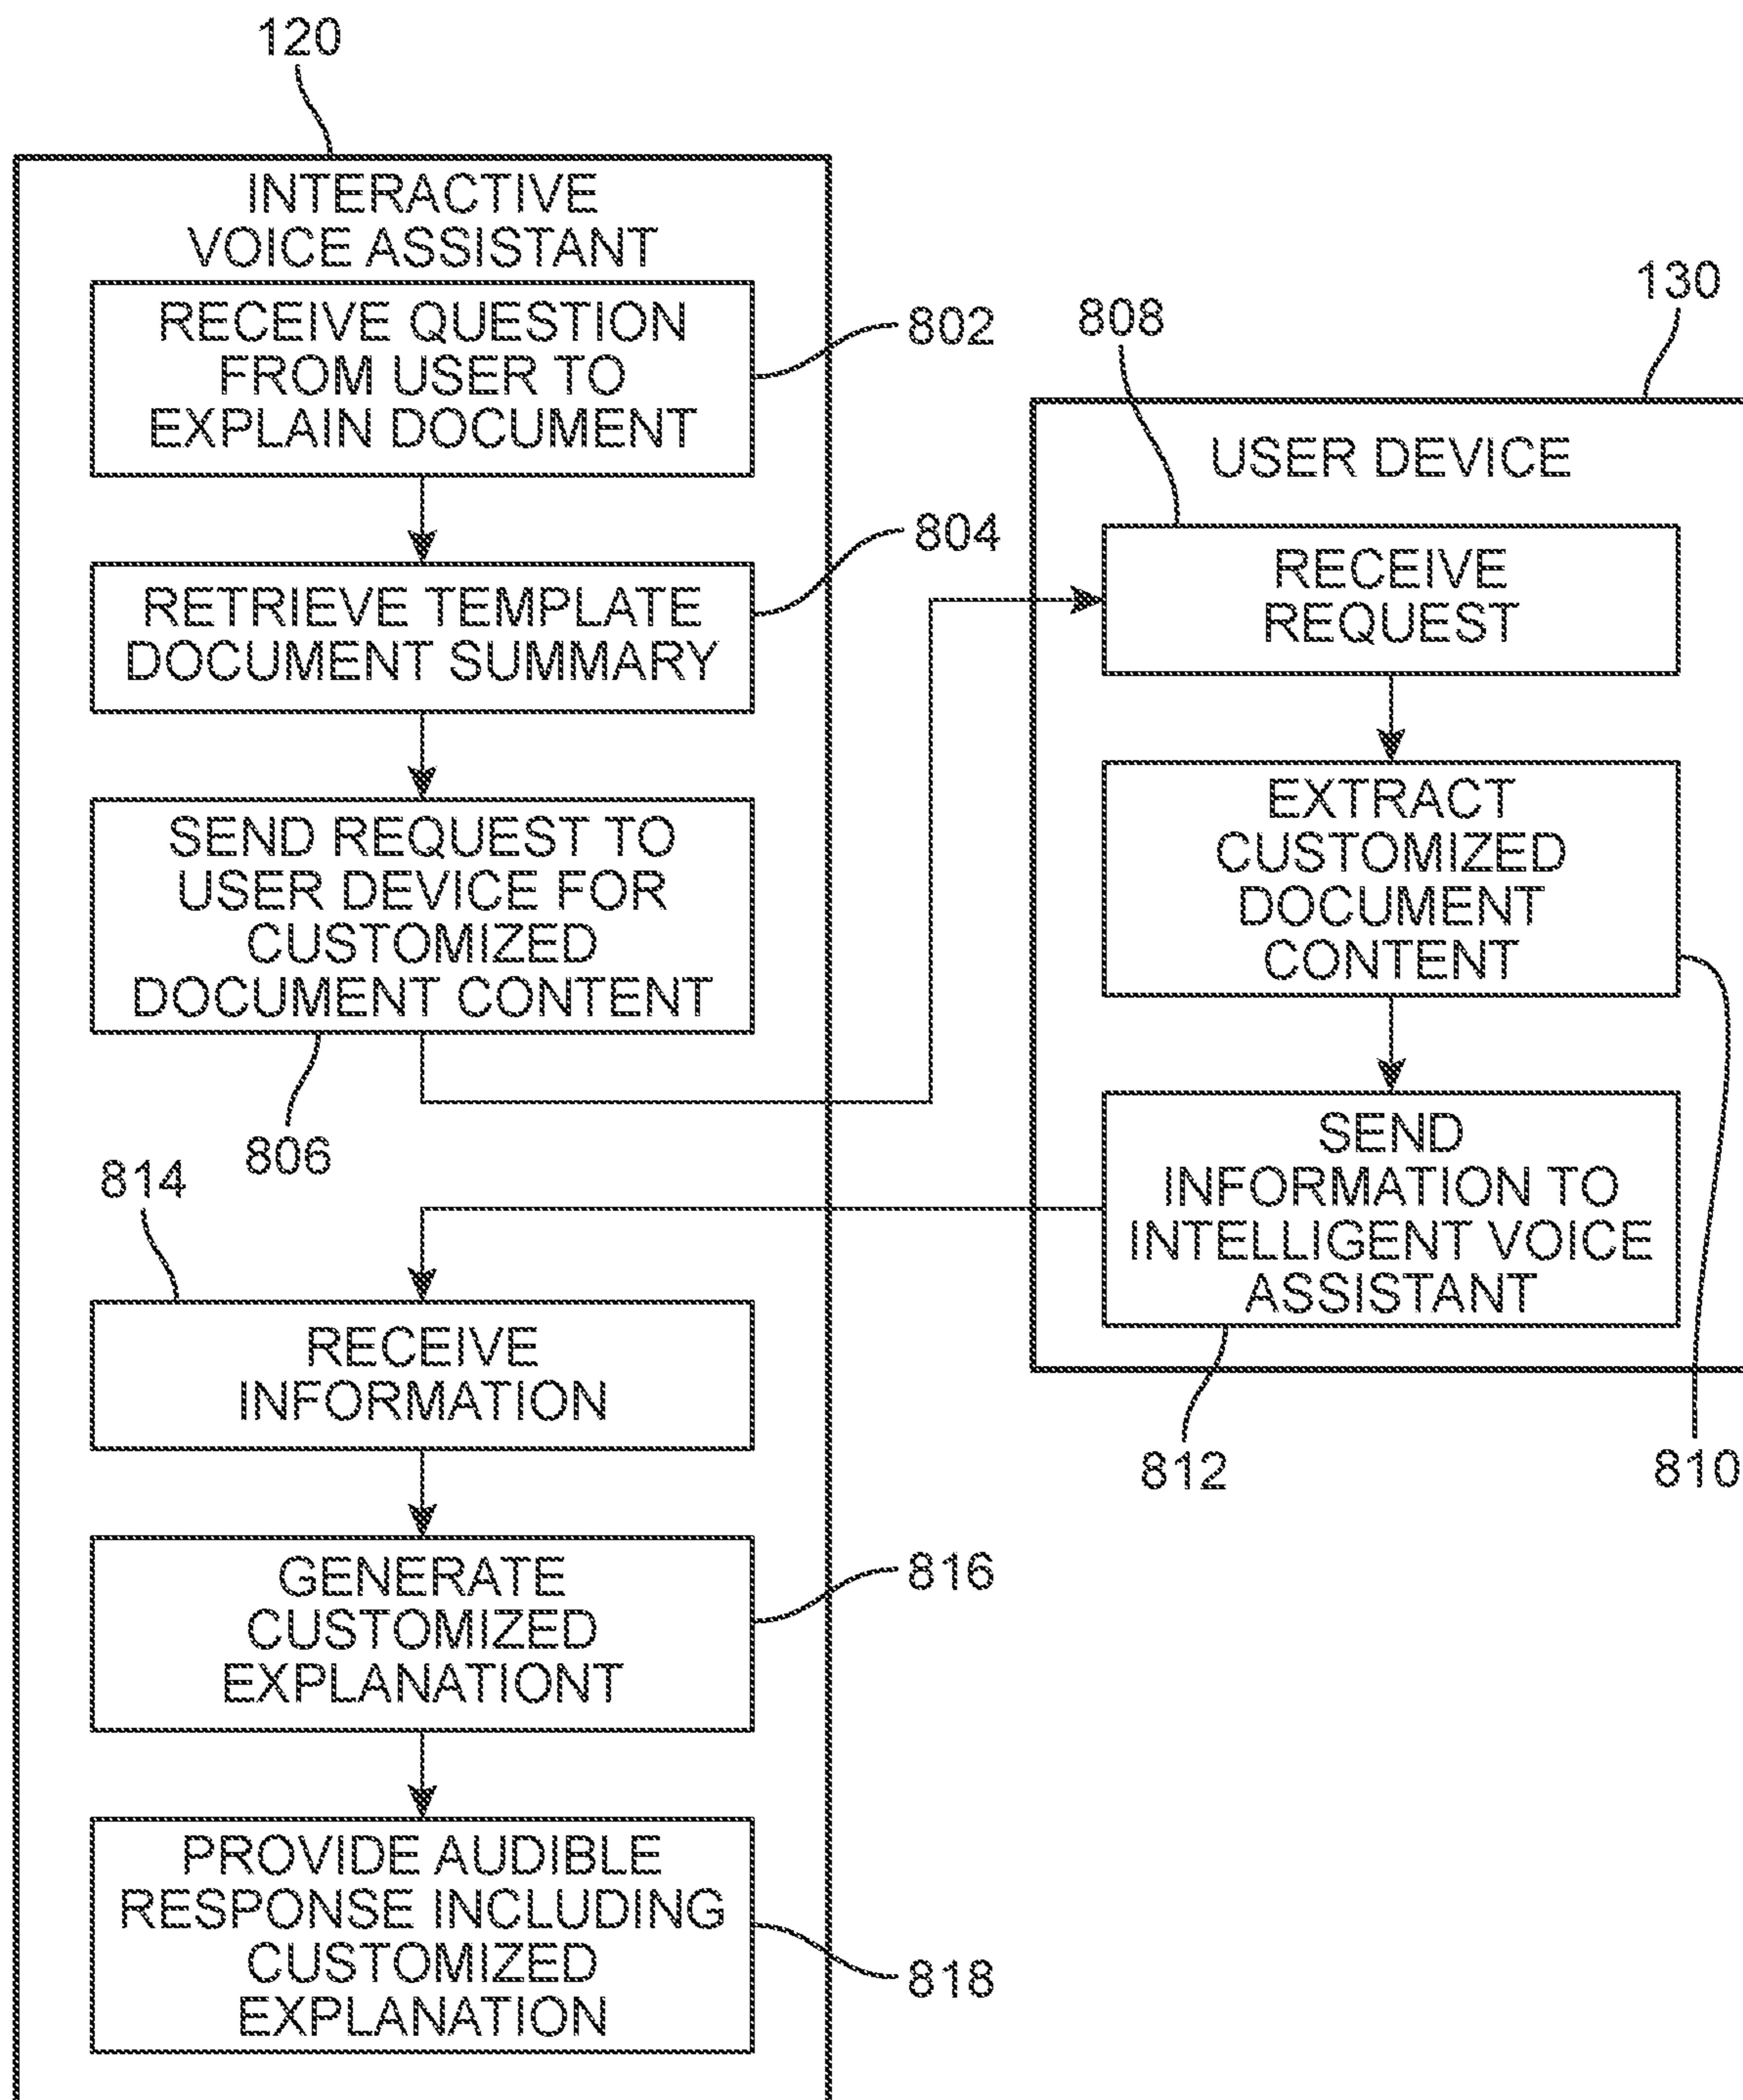 120
INTERACTIVE
VOICE ASSISTANT
RECEIVE QUESTION
FROM USER TO
EXPLAIN DOCUMENT
802
RETRIEVE TEMPLATE
DOCUMENT SUMMARY
804
SEND REQUEST TO
USER DEVICE FOR
CUSTOMIZED
DOCUMENT CONTENT
806
130
USER DEVICE
808
RECEIVE
REQUEST
EXTRACT
CUSTOMIZED
DOCUMENT
CONTENT
810
SEND
INFORMATION TO
INTELLIGENT VOICE
ASSISTANT
812
814
RECEIVE
INFORMATION
GENERATE
CUSTOMIZED
EXPLANATIONT
816
PROVIDE AUDIBLE
RESPONSE INCLUDING
CUSTOMIZED
EXPLANATION
818